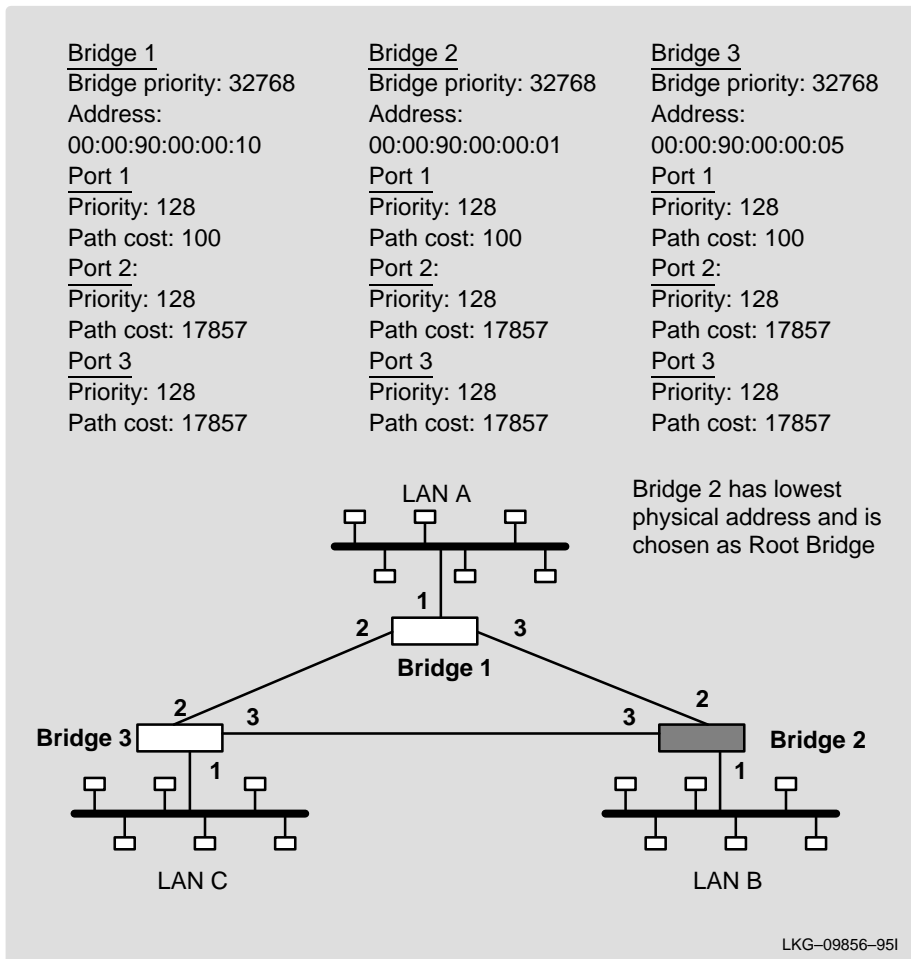 Bridge 1
Bridge priority: 32768
Address:
00:00:90:00:00:10
Port 1
Priority: 128
Path cost: 100
Port 2:
Priority: 128
Path cost: 17857
Port 3
Priority: 128
Path cost: 17857
Bridge 2
Bridge priority: 32768
Address:
00:00:90:00:00:01
Port 1
Priority: 128
Path cost: 100
Port 2:
Priority: 128
Path cost: 17857
Port 3
Priority: 128
Path cost: 17857
Bridge 3
Bridge priority: 32768
Address:
00:00:90:00:00:05
Port 1
Priority: 128
Path cost: 100
Port 2:
Priority: 128
Path cost: 17857
Port 3
Priority: 128
Path cost: 17857
Bridge 2 has lowest
physical address and is
chosen as Root Bridge
LAN A
1
2
3
Bridge 1
2
3
3
2
Bridge 3
Bridge 2
1
1
LAN C
LAN B
LKG–09856–95I